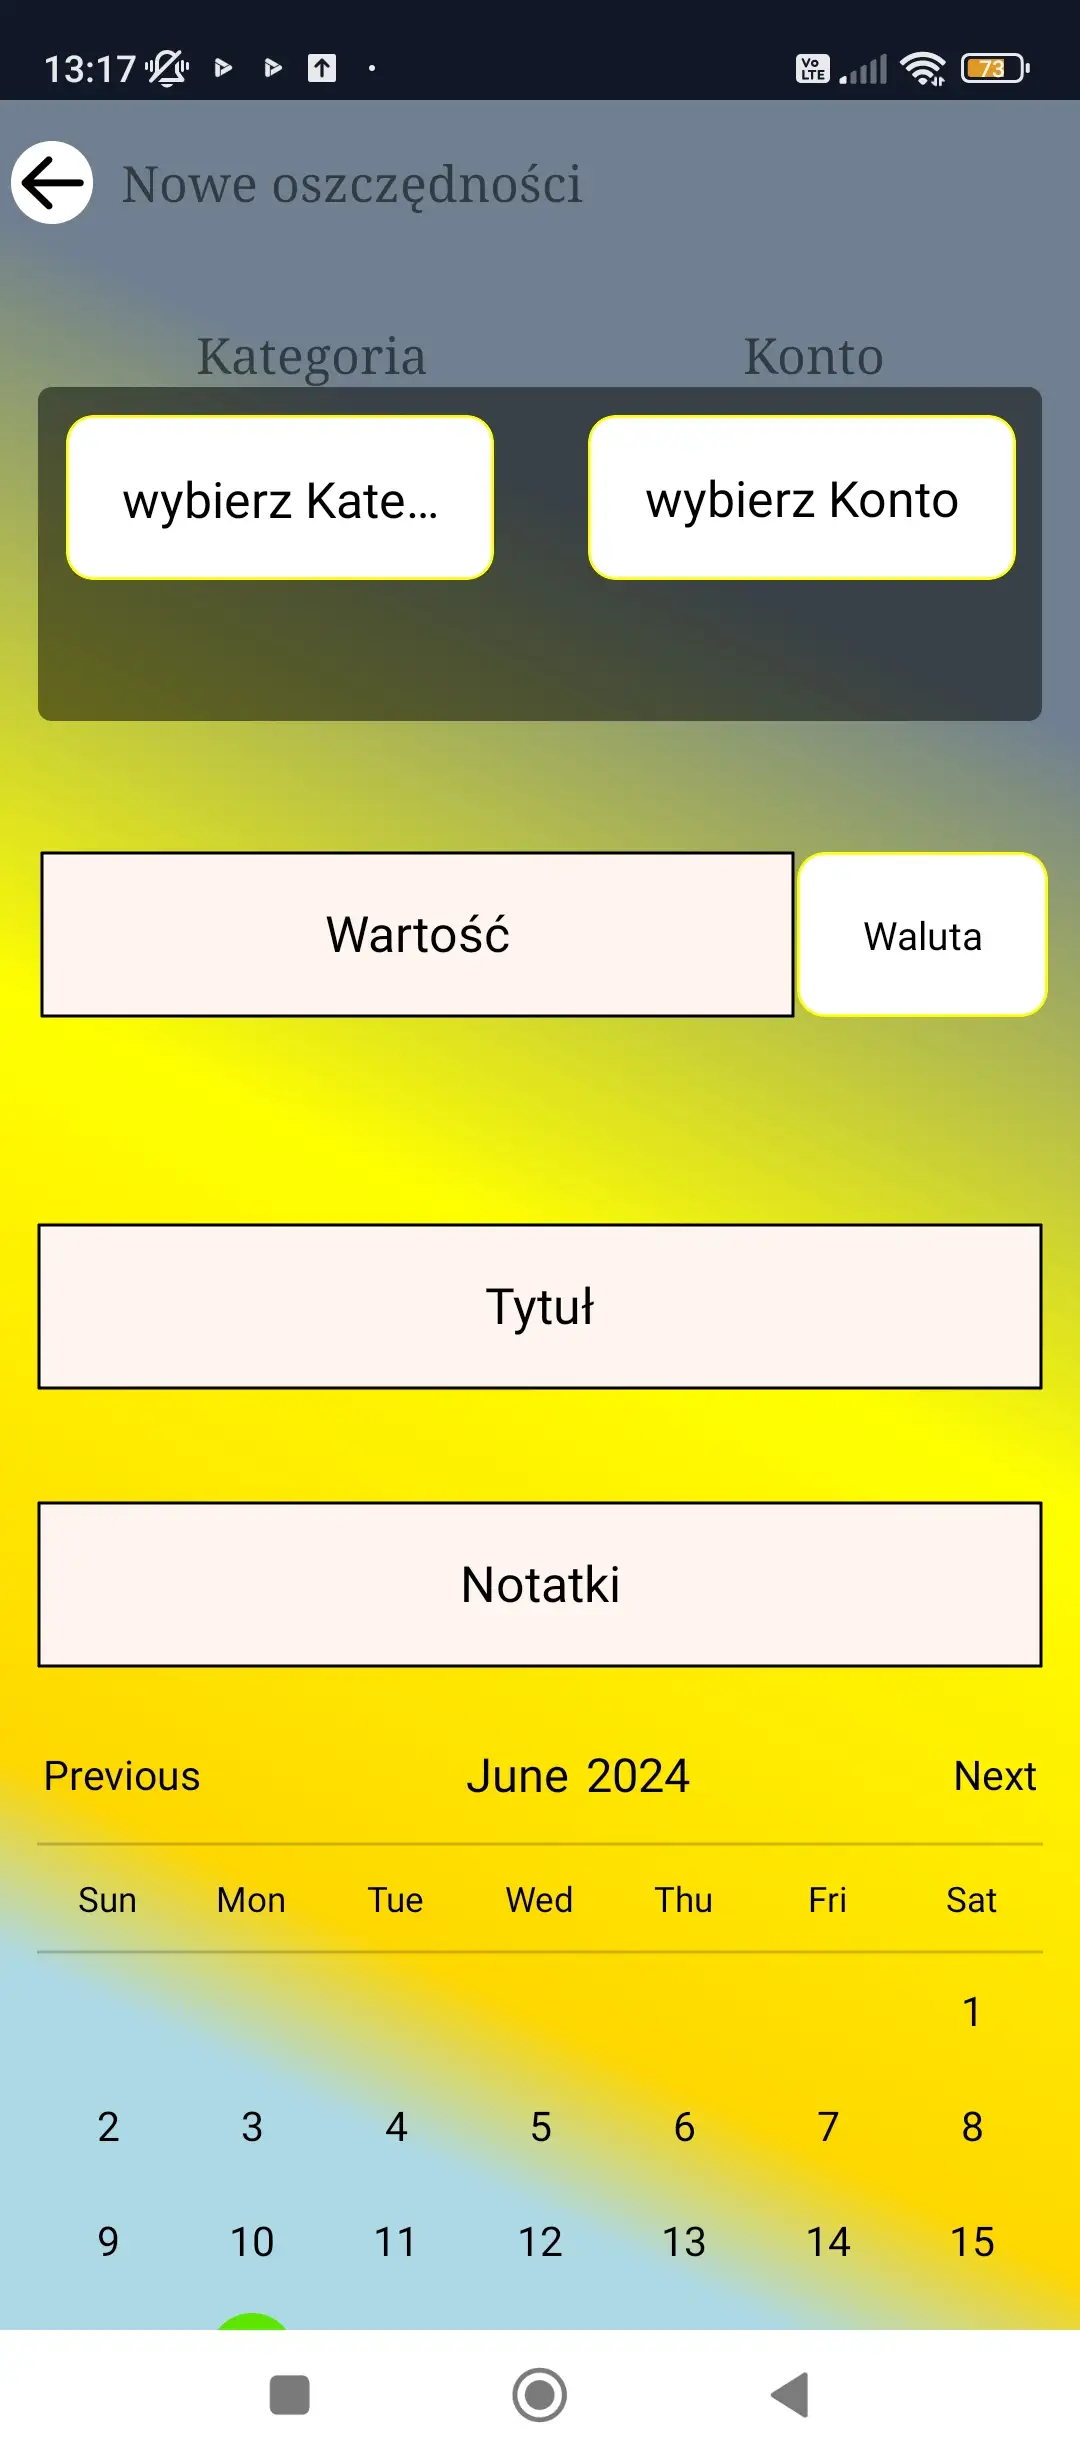 13:17 Vo LTE 73
Nowe oszczędności
Kategoria Konto
wybierz Kate... wybierz Konto
Wartość Waluta
Tytuł
Notatki
Previous June 2024 Next
Sun Mon Tue Wed Thu Fri Sat
1
2 3 4 5 6 7 8
9 10 11 12 13 14 15